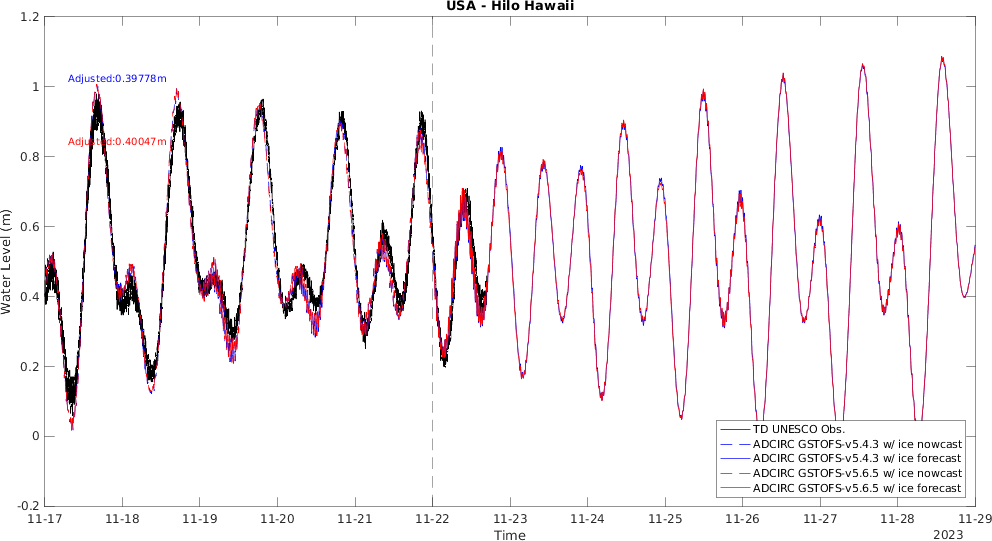 USA - Hilo Hawaii
1.2
1
0.8
0.6
0.4
0.2
0
-0.2
Water Level (m)
Adjusted:0.39778m
Adjusted:0.40047m
TD UNESCO Obs.
ADCIRC GSTOFS-v5.4.3 w/ ice nowcast
ADCIRC GSTOFS-v5.4.3 w/ ice forecast
ADCIRC GSTOFS-v5.6.5 w/ ice nowcast
ADCIRC GSTOFS-v5.6.5 w/ ice forecast
11-17 11-18 11-19 11-20 11-21 11-22 11-23 11-24 11-25 11-26 11-27 11-28 11-29
Time
2023